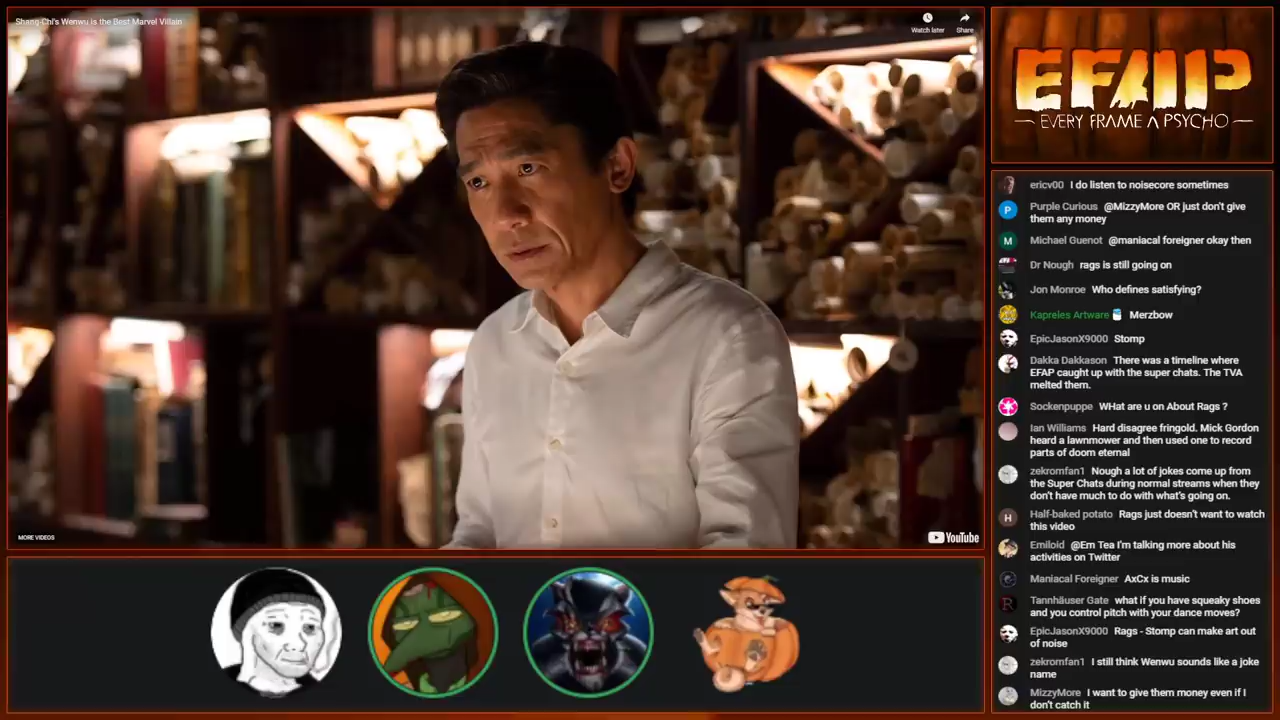 Shang-Chi's Wenwu is the Best Marvel Villain
Watch later
Share
MORE VIDEOS
YouTube
EFAP
EVERY FRAME A PSYCHO
ericv00 I do listen to noisecore sometimes
P
Purple Curious @MizzyMore OR just don't give
them any money
M
Michael Guenot @maniacal foreigner okay then
Dr Nough rags is still going on
Jon Monroe Who defines satisfying?
Kapreles Artware Merzbow
EpicJasonX9000 Stomp
Dakka Dakkason There was a timeline where
EFAP caught up with the super chats. The TVA
melted them.
Sockenpuppe WHat are u on About Rags ?
Ian Williams Hard disagree fringold. Mick Gordon
heard a lawnmower and then used one to record
parts of doom eternal
zekromfan1 Nough a lot of jokes come up from
the Super Chats during normal streams when they
don't have much to do with what's going on.
H
Half-baked potato Rags just doesn't want to watch
this video
Emiloid @Em Tea I'm talking more about his
activities on Twitter
Maniacal Foreigner AxCx is music
R
Tannhäuser Gate what if you have squeaky shoes
and you control pitch with your dance moves?
EpicJasonX9000 Rags - Stomp can make art out
of noise
zekromfan1 I still think Wenwu sounds like a joke
name
MizzyMore I want to give them money even if I
don't catch it